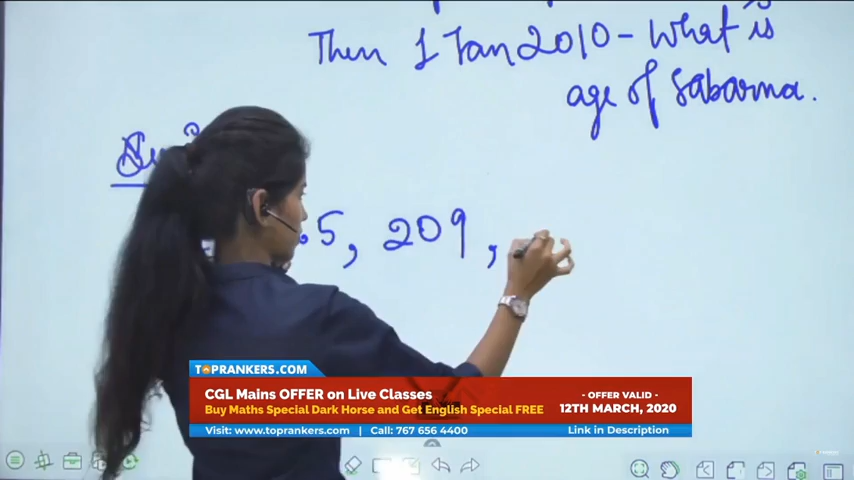 Then 1 Jan 2010 - What is
age of Sabarna.
5, 209,
TOPRANKERS.COM
CGL Mains OFFER on Live Classes
Buy Maths Special Dark Horse and Get English Special FREE
- OFFER VALID -
12TH MARCH, 2020
Visit: www.toprankers.com | Call: 767 656 4400
Link in Description